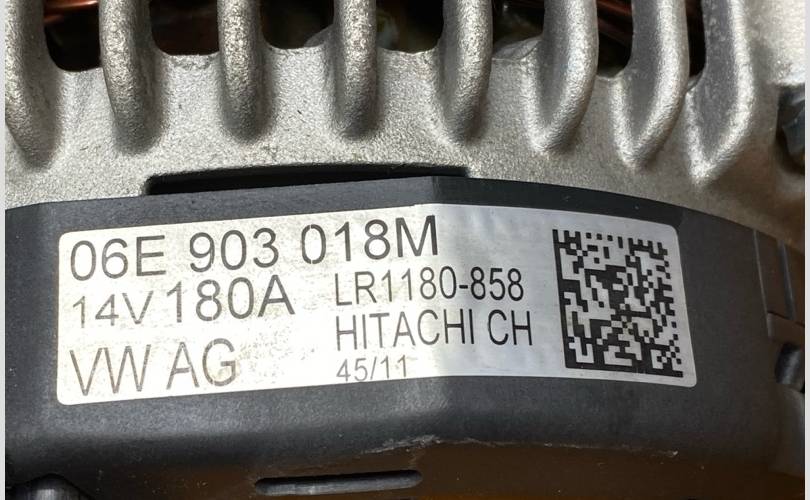 06E 903 018M
14V 180A LR1180-858
VW AG HITACHI CH
45/11